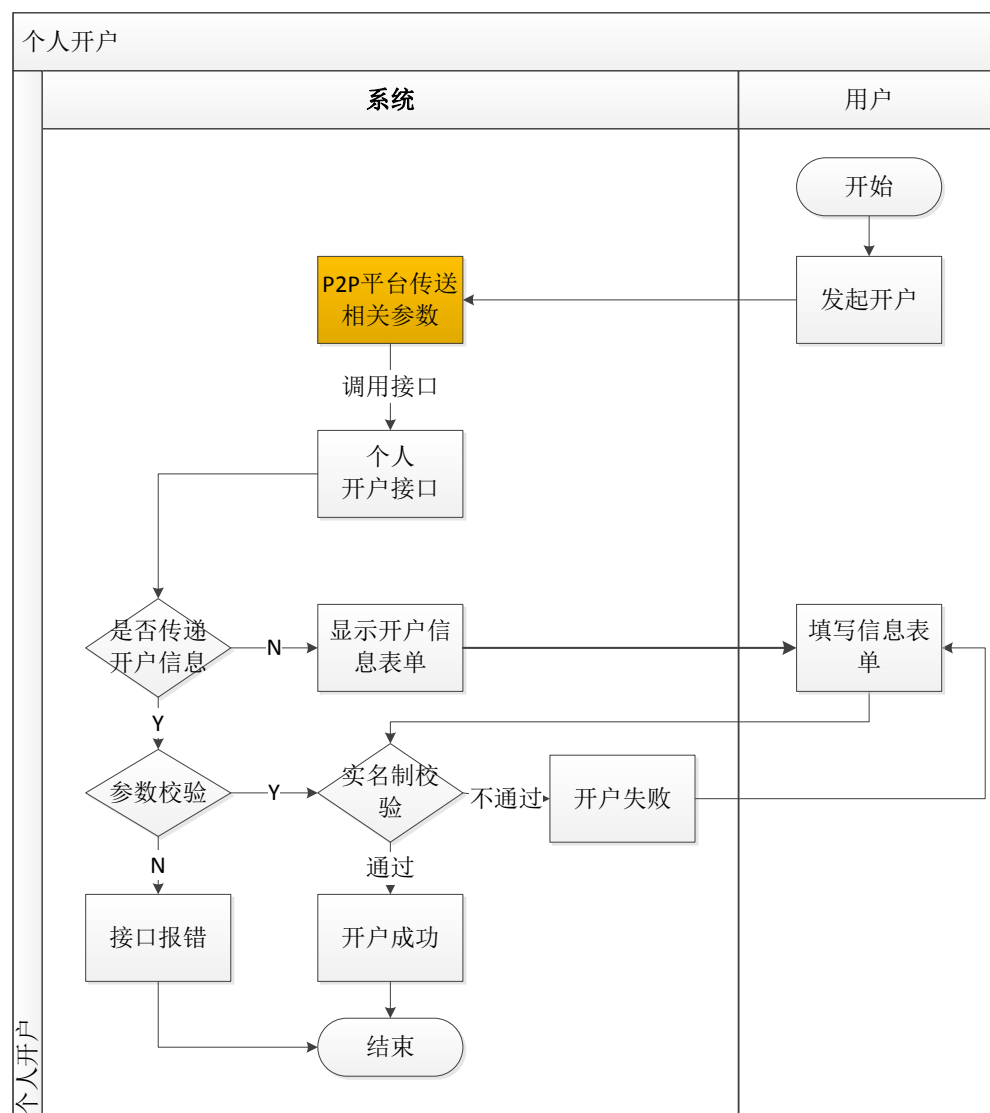 个人开户
系统
用户
开始
P2P平台传送
相关参数
发起开户
调用接口
个人
开户接口
是否传递
开户信息
N
显示开户信
息表单
填写信息表
单
Y
参数校验
Y
实名制校
验
不通过
开户失败
N
通过
接口报错
开户成功
结束
个人开户